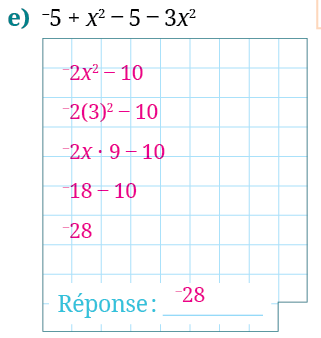 e) ⁻5 + x² − 5 − 3x²
⁻2x² − 10
⁻2(3)² − 10
⁻2x · 9 − 10
⁻18 − 10
⁻28
Réponse : ⁻28